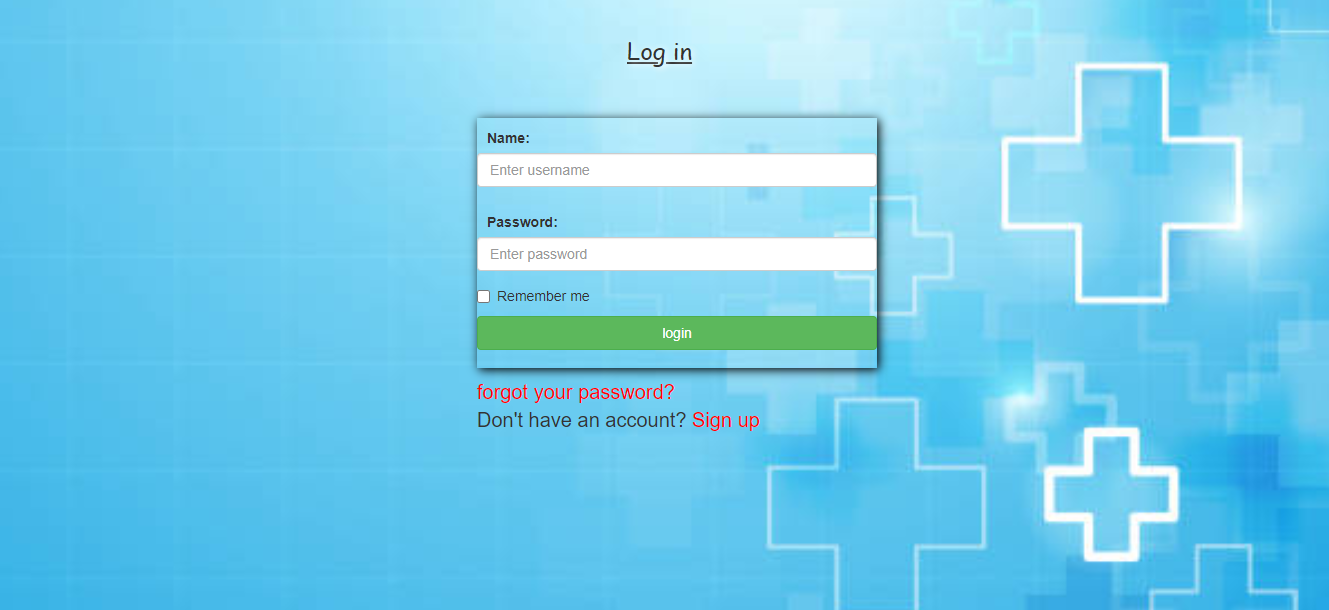 Log in
Name:
Enter username
Password:
Enter password
Remember me
login
forgot your password?
Don't have an account? Sign up